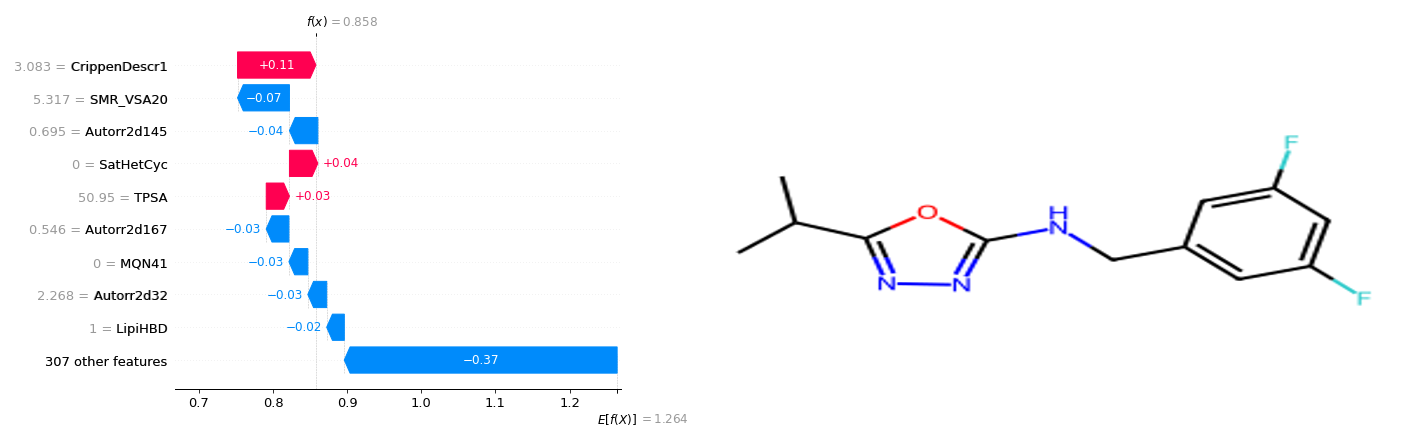 f(x) = 0.858
3.083 = CrippenDescr1
+0.11
5.317 = SMR_VSA20
−0.07
0.695 = Autorr2d145
−0.04
0 = SatHetCyc
+0.04
50.95 = TPSA
+0.03
0.546 = Autorr2d167
−0.03
0 = MQN41
−0.03
2.268 = Autorr2d32
−0.03
1 = LipiHBD
−0.02
307 other features
−0.37
0.7 0.8 0.9 1.0 1.1 1.2
E[f(X)] = 1.264
F
O
H
N
N
N
F